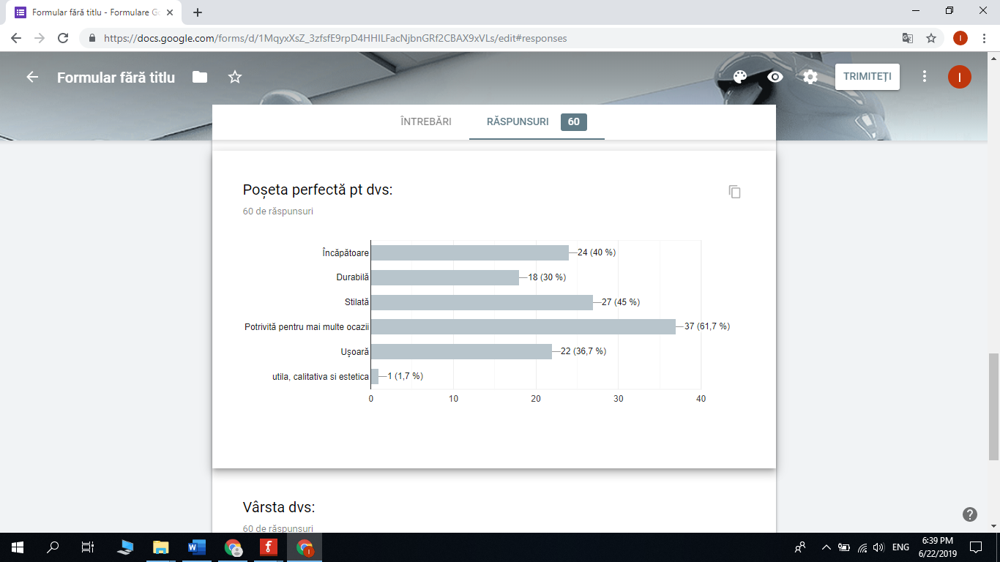 Formular fără titlu - Formulare G
https://docs.google.com/forms/d/1MqyxXsZ_3zfsfE9rpD4HHILFacNjbnGRf2CBAX9xVLs/edit#responses
I
Formular fără titlu
TRIMITEȚI
I
ÎNTREBĂRI
RĂSPUNSURI 60
Poșeta perfectă pt dvs:
60 de răspunsuri
Încăpătoare 24 (40 %)
Durabilă 18 (30 %)
Stilată 27 (45 %)
Potrivită pentru mai multe ocazii 37 (61,7 %)
Ușoară 22 (36,7 %)
utila, calitativa si estetica 1 (1,7 %)
0 10 20 30 40
Vârsta dvs:
60 de răspunsuri
ENG
6:39 PM
6/22/2019